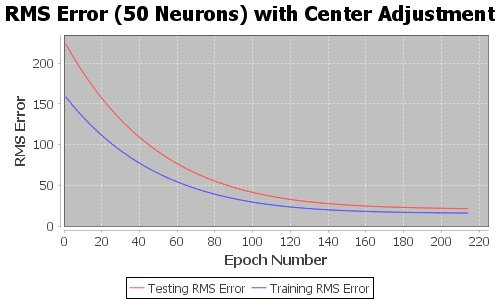 RMS Error (50 Neurons) with Center Adjustment
RMS Error
200
150
100
50
0
0 20 40 60 80 100 120 140 160 180 200 220
Epoch Number
Testing RMS Error Training RMS Error